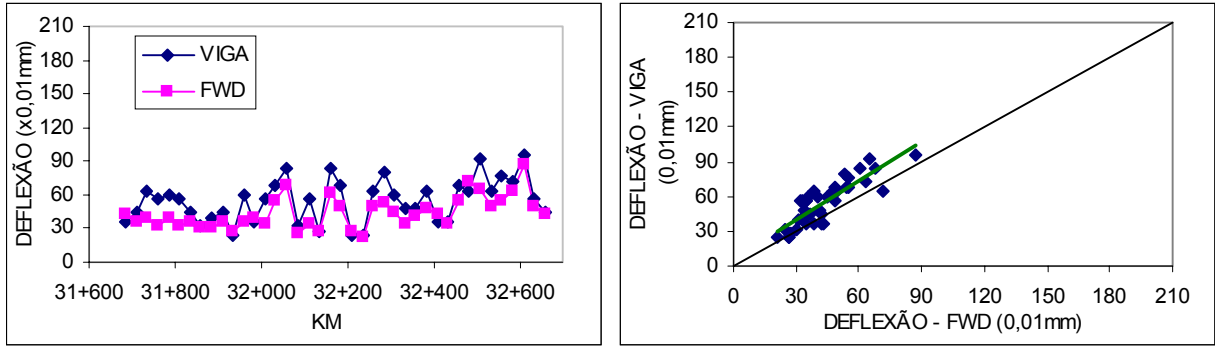 210
180
150
120
90
60
30
0
DEFLEXÃO (x0,01mm)
VIGA
FWD
31+600 31+800 32+000 32+200 32+400 32+600
KM
210
180
150
120
90
60
30
0
DEFLEXÃO - VIGA
(0,01mm)
0 30 60 90 120 150 180 210
DEFLEXÃO - FWD (0,01mm)